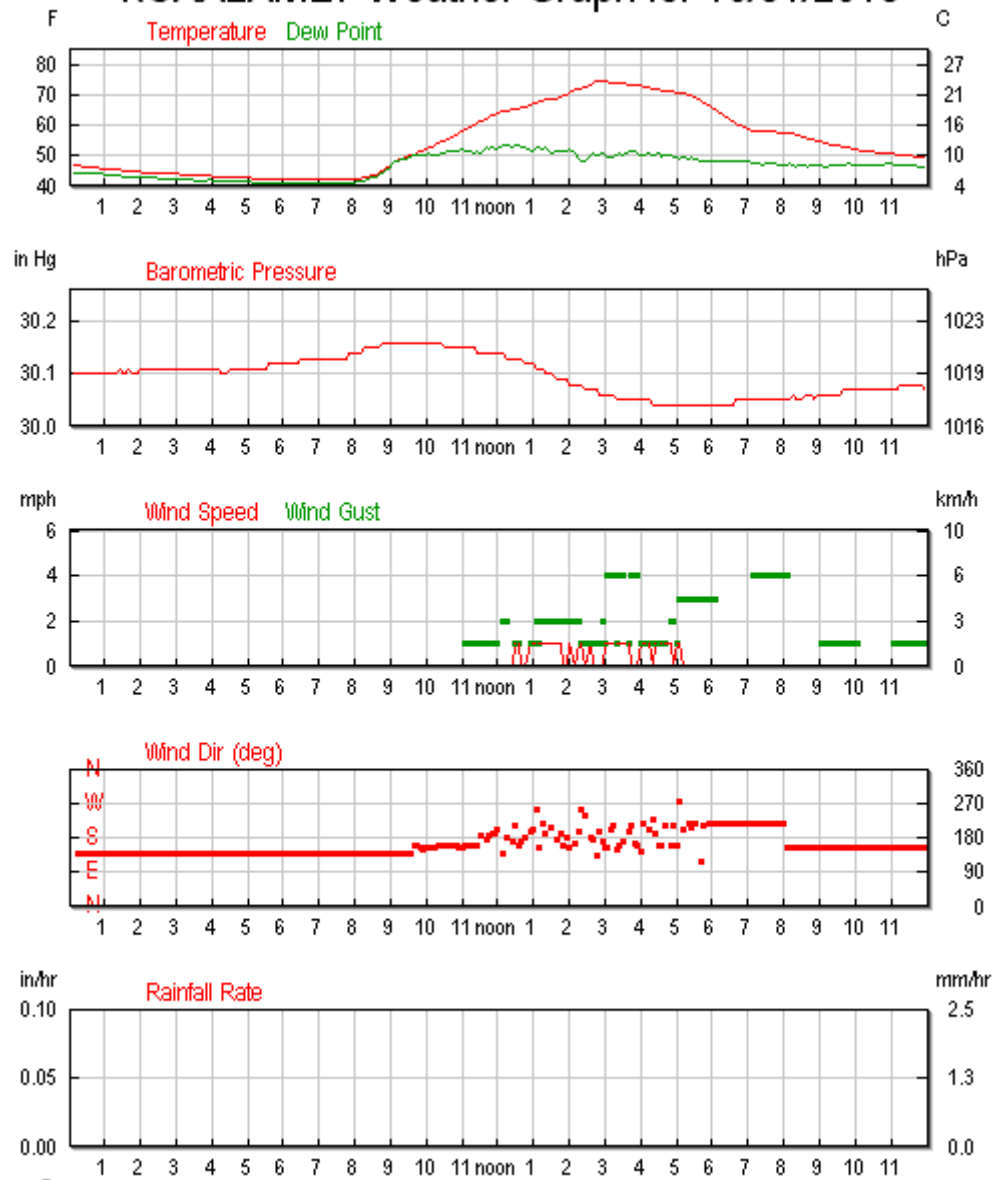 Weather Graph for
F C
Temperature Dew Point
80 27
70 21
60 16
50 10
40 4
1 2 3 4 5 6 7 8 9 10 11 noon 1 2 3 4 5 6 7 8 9 10 11
in Hg hPa
Barometric Pressure
30.2 1023
30.1 1019
30.0 1016
1 2 3 4 5 6 7 8 9 10 11 noon 1 2 3 4 5 6 7 8 9 10 11
mph km/h
Wind Speed Wind Gust
6 10
4 6
2 3
0 0
1 2 3 4 5 6 7 8 9 10 11 noon 1 2 3 4 5 6 7 8 9 10 11
Wind Dir (deg)
N 360
W 270
S 180
E 90
N 0
1 2 3 4 5 6 7 8 9 10 11 noon 1 2 3 4 5 6 7 8 9 10 11
in/hr mm/hr
Rainfall Rate
0.10 2.5
0.05 1.3
0.00 0.0
1 2 3 4 5 6 7 8 9 10 11 noon 1 2 3 4 5 6 7 8 9 10 11